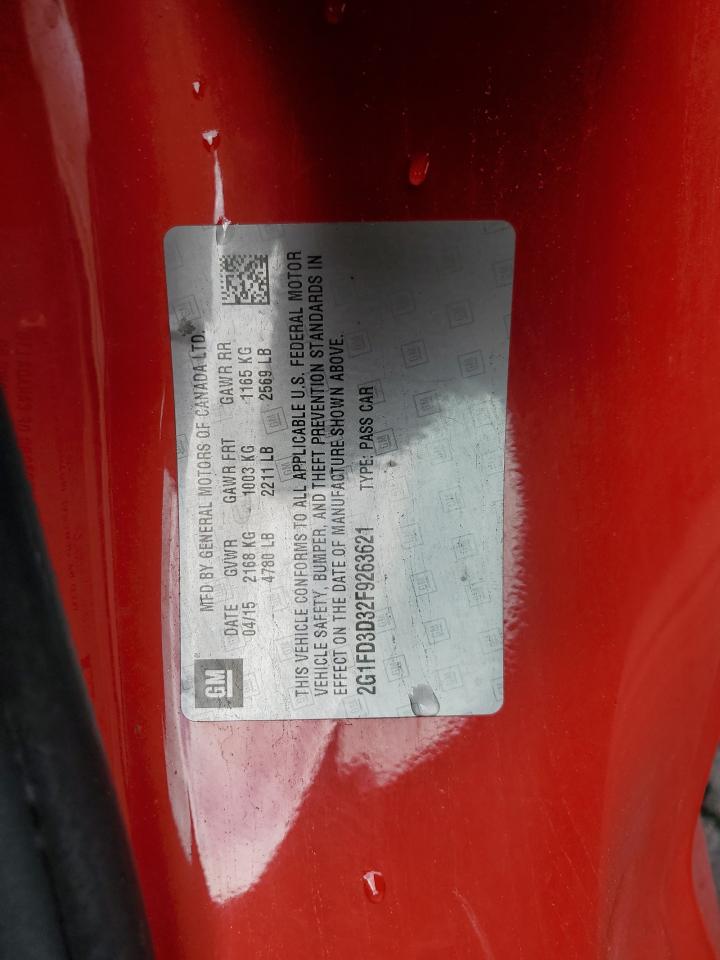 GM
MFD BY GENERAL MOTORS OF CANADA LTD.
DATE GVWR GAWR FRT GAWR RR
04/15 2168 KG 1003 KG 1165 KG
4780 LB 2211 LB 2569 LB
THIS VEHICLE CONFORMS TO ALL APPLICABLE U.S. FEDERAL MOTOR
VEHICLE SAFETY, BUMPER, AND THEFT PREVENTION STANDARDS IN
EFFECT ON THE DATE OF MANUFACTURE SHOWN ABOVE.
2G1FD3D32F9263621 TYPE: PASS CAR